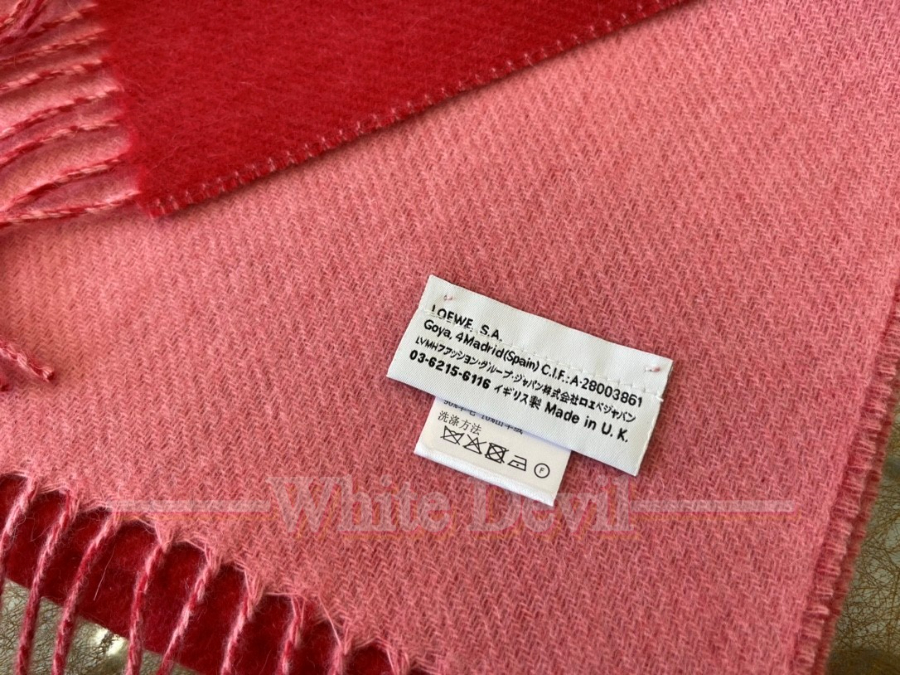 LOEWE, S.A.
Goya, 4 Madrid (Spain) C.I.F.: A-28003861
LVMHファッション・グループ・ジャパン株式会社ロエベジャパン
03-6215-6116 イギリス製 Made in U. K.
洗涤方法
F
White Devil